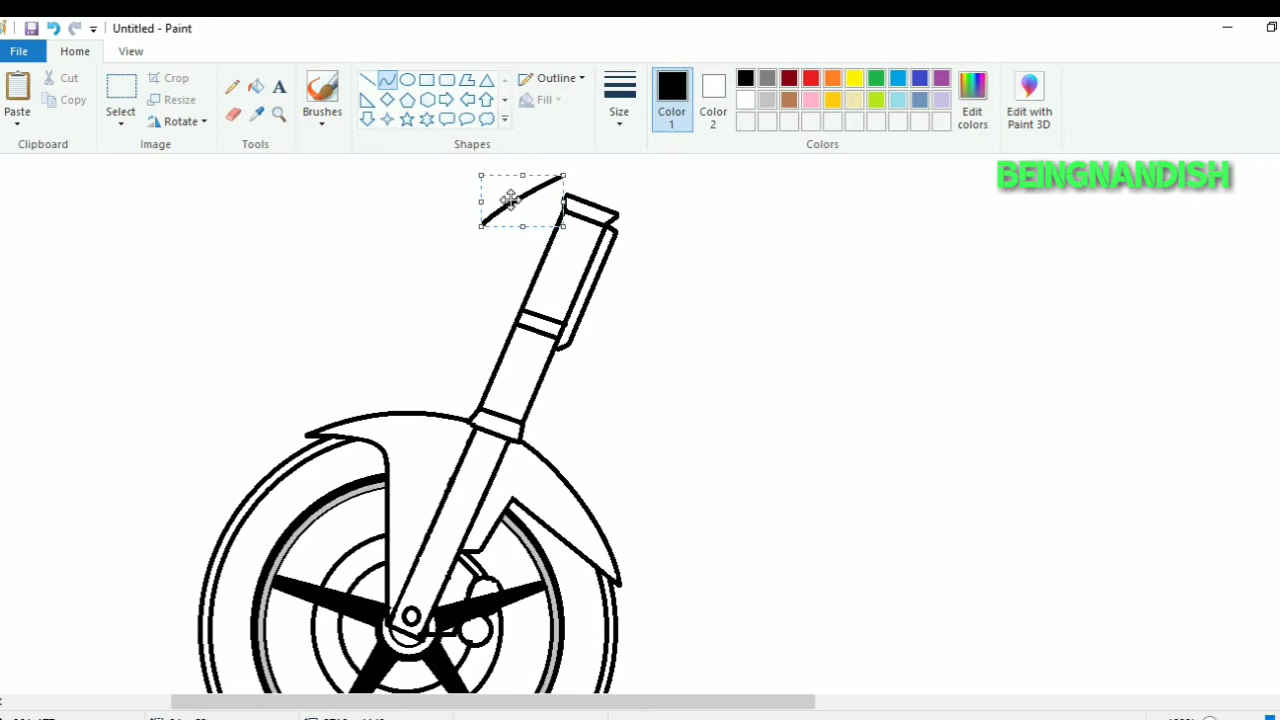 Untitled - Paint
File Home View
Paste
Cut
Copy
Clipboard
Select
Crop
Resize
Rotate
Image
Tools
Brushes
Shapes
Outline
Fill
Size
Color 1
Color 2
Edit colors
Colors
Edit with Paint 3D
BEINGNANDISH